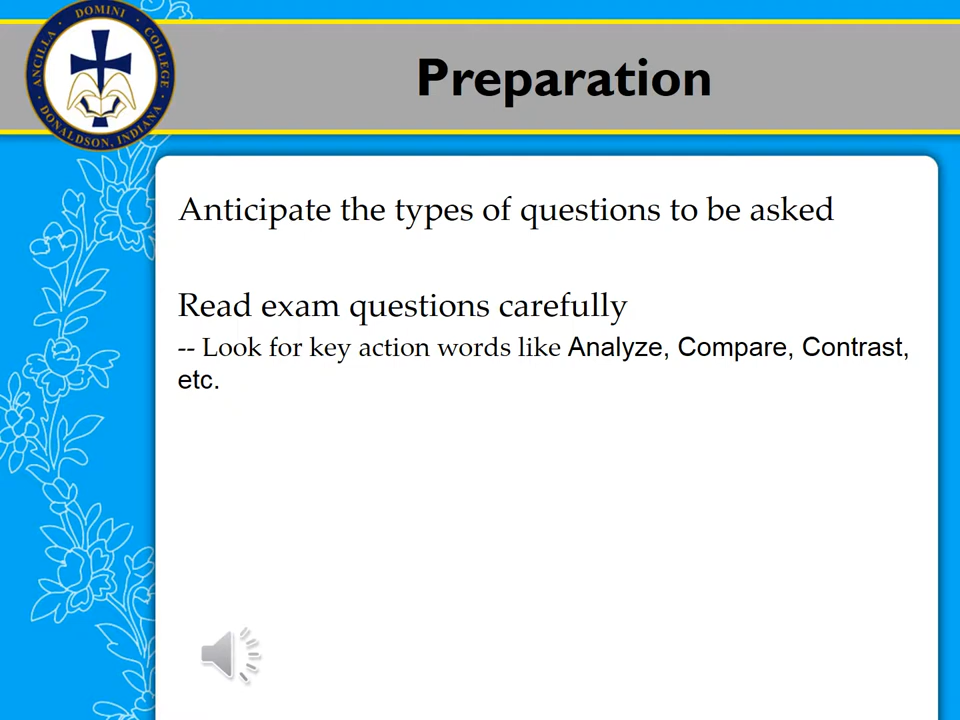 ANCILLA DOMINI COLLEGE
DONALDSON, INDIANA
Preparation
Anticipate the types of questions to be asked
Read exam questions carefully
-- Look for key action words like Analyze, Compare, Contrast,
etc.